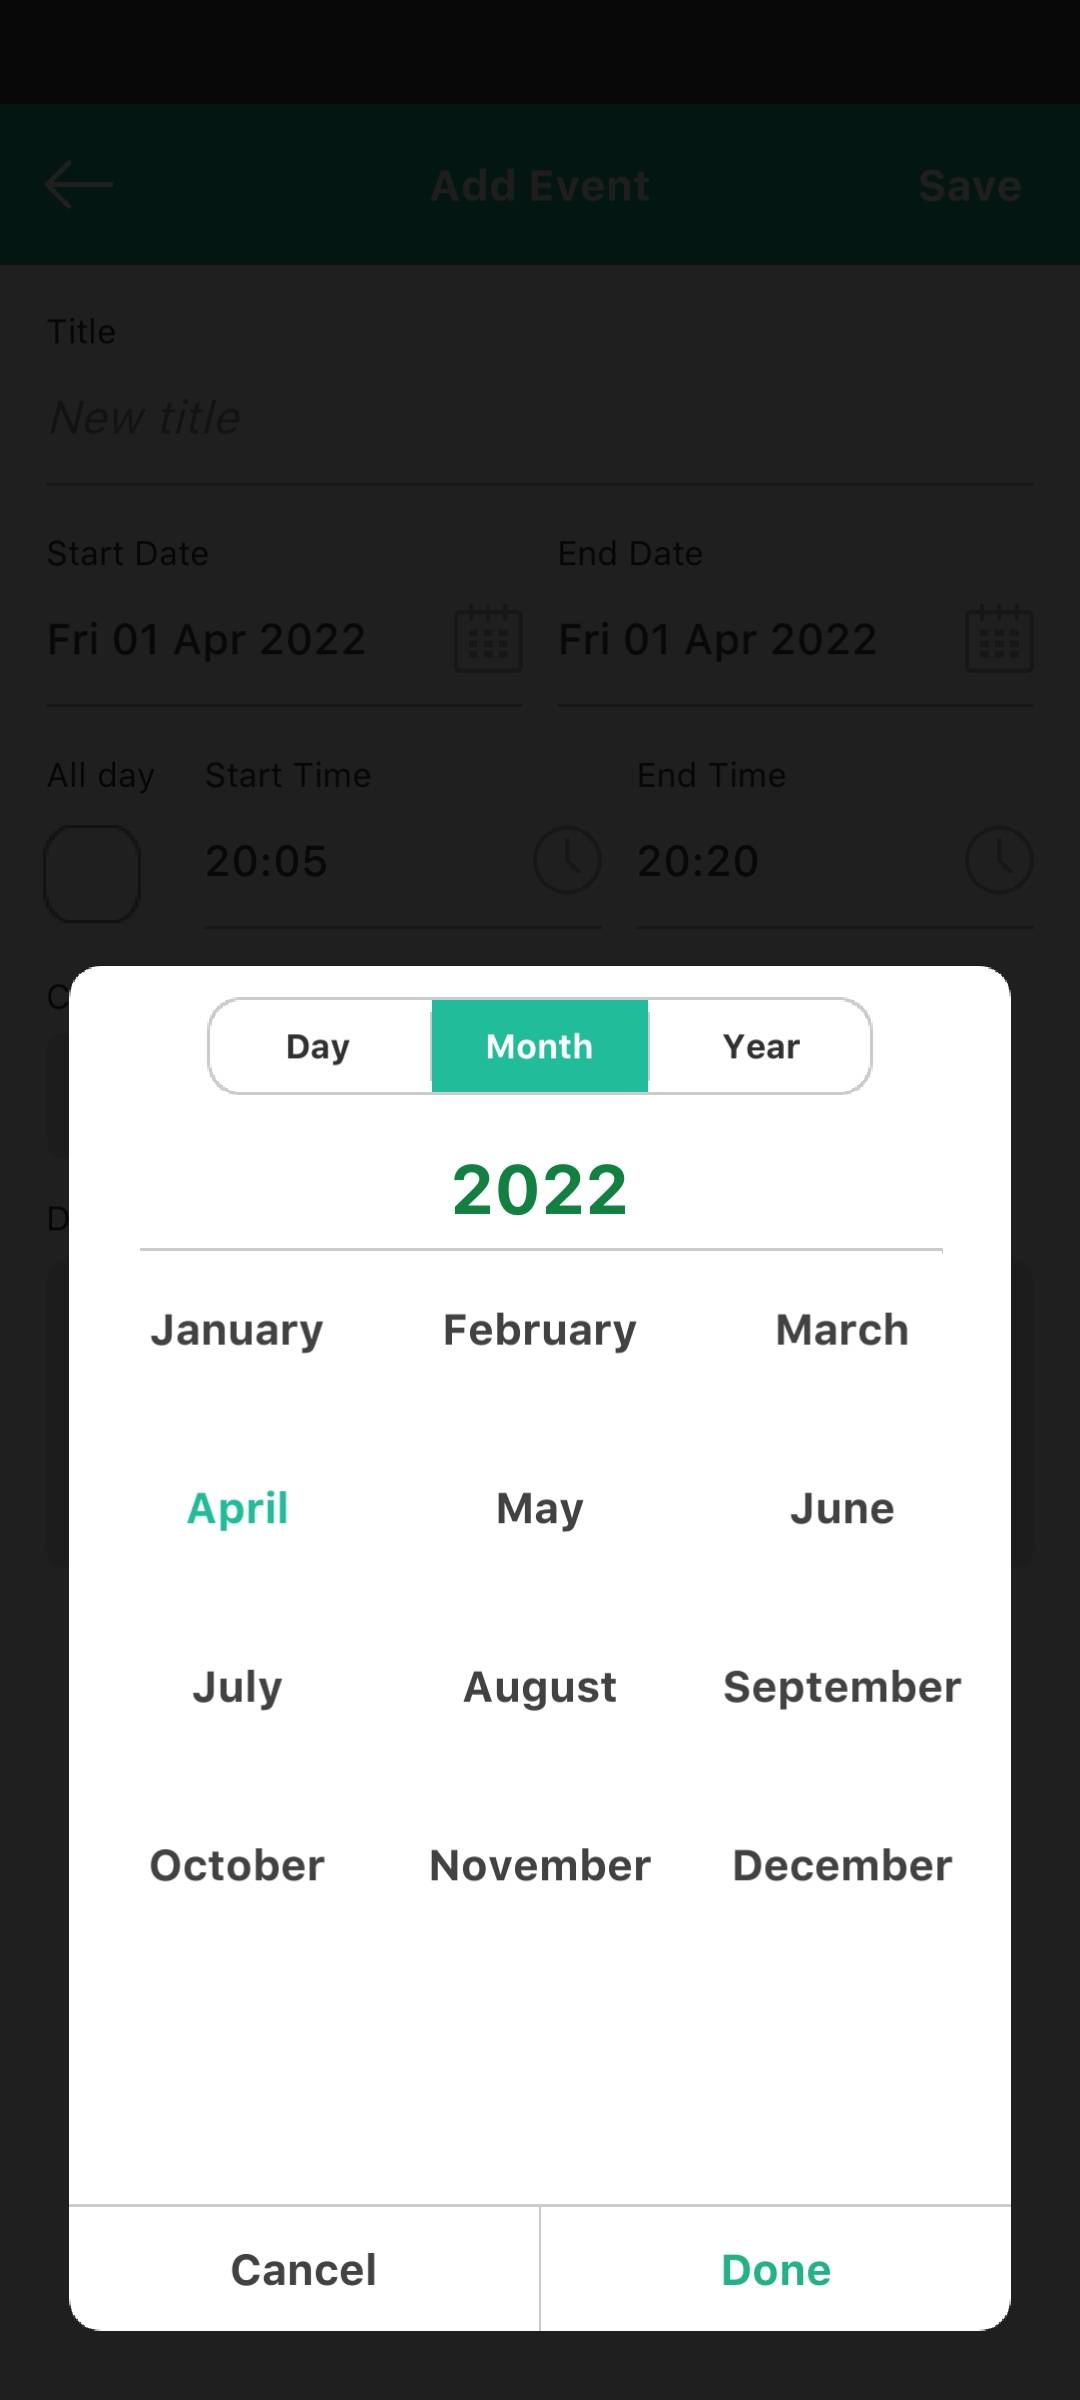 Add Event Save
Title
New title
Start Date End Date
Fri 01 Apr 2022 Fri 01 Apr 2022
All day Start Time End Time
20:05 20:20
Day Month Year
2022
January February March
April May June
July August September
October November December
Cancel Done